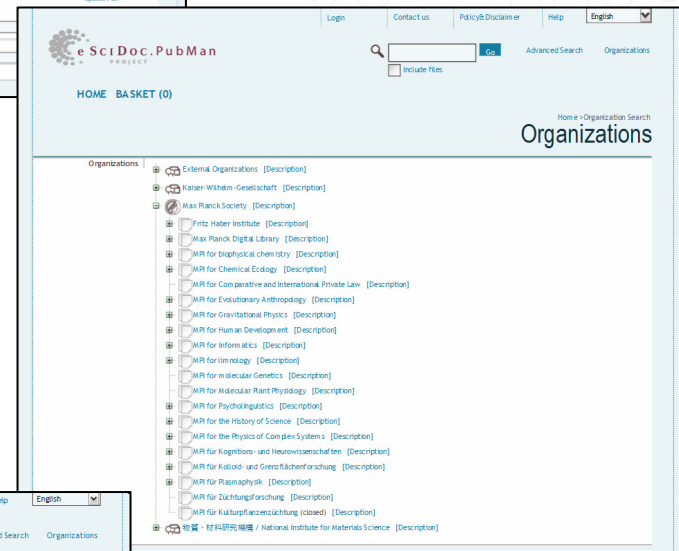 Login Contact us Policy& Disclaimer Help English
e SciDoc.PubMan
PROJECT
Go Advanced Search Organizations
Include files
HOME BASKET (0)
Home >Organization Search
Organizations
Organizations
External Organizations [Description]
Kaiser-Wilhelm-Gesellschaft [Description]
Max Planck Society [Description]
Fritz Haber Institute [Description]
Max Planck Digital Library [Description]
MPI for biophysical chemistry [Description]
MPI for Chemical Ecology [Description]
MPI for Comparative and International Private Law [Description]
MPI for Evolutionary Anthropology [Description]
MPI for Gravitational Physics [Description]
MPI for Human Development [Description]
MPI for Informatics [Description]
MPI for limnology [Description]
MPI for molecular Genetics [Description]
MPI for Molecular Plant Physiology [Description]
MPI for Psycholinguistics [Description]
MPI for the History of Science [Description]
MPI for the Physics of Complex Systems [Description]
MPI für Kognitions- und Neurowissenschaften [Description]
MPI für Kolloid- und Grenzflächenforschung [Description]
MPI für Plasmaphysik [Description]
MPI für Züchtungsforschung [Description]
MPI für Kulturpflanzenzüchtung (closed) [Description]
物質・材料研究機構 / National Institute for Materials Science [Description]
English
Search Organizations